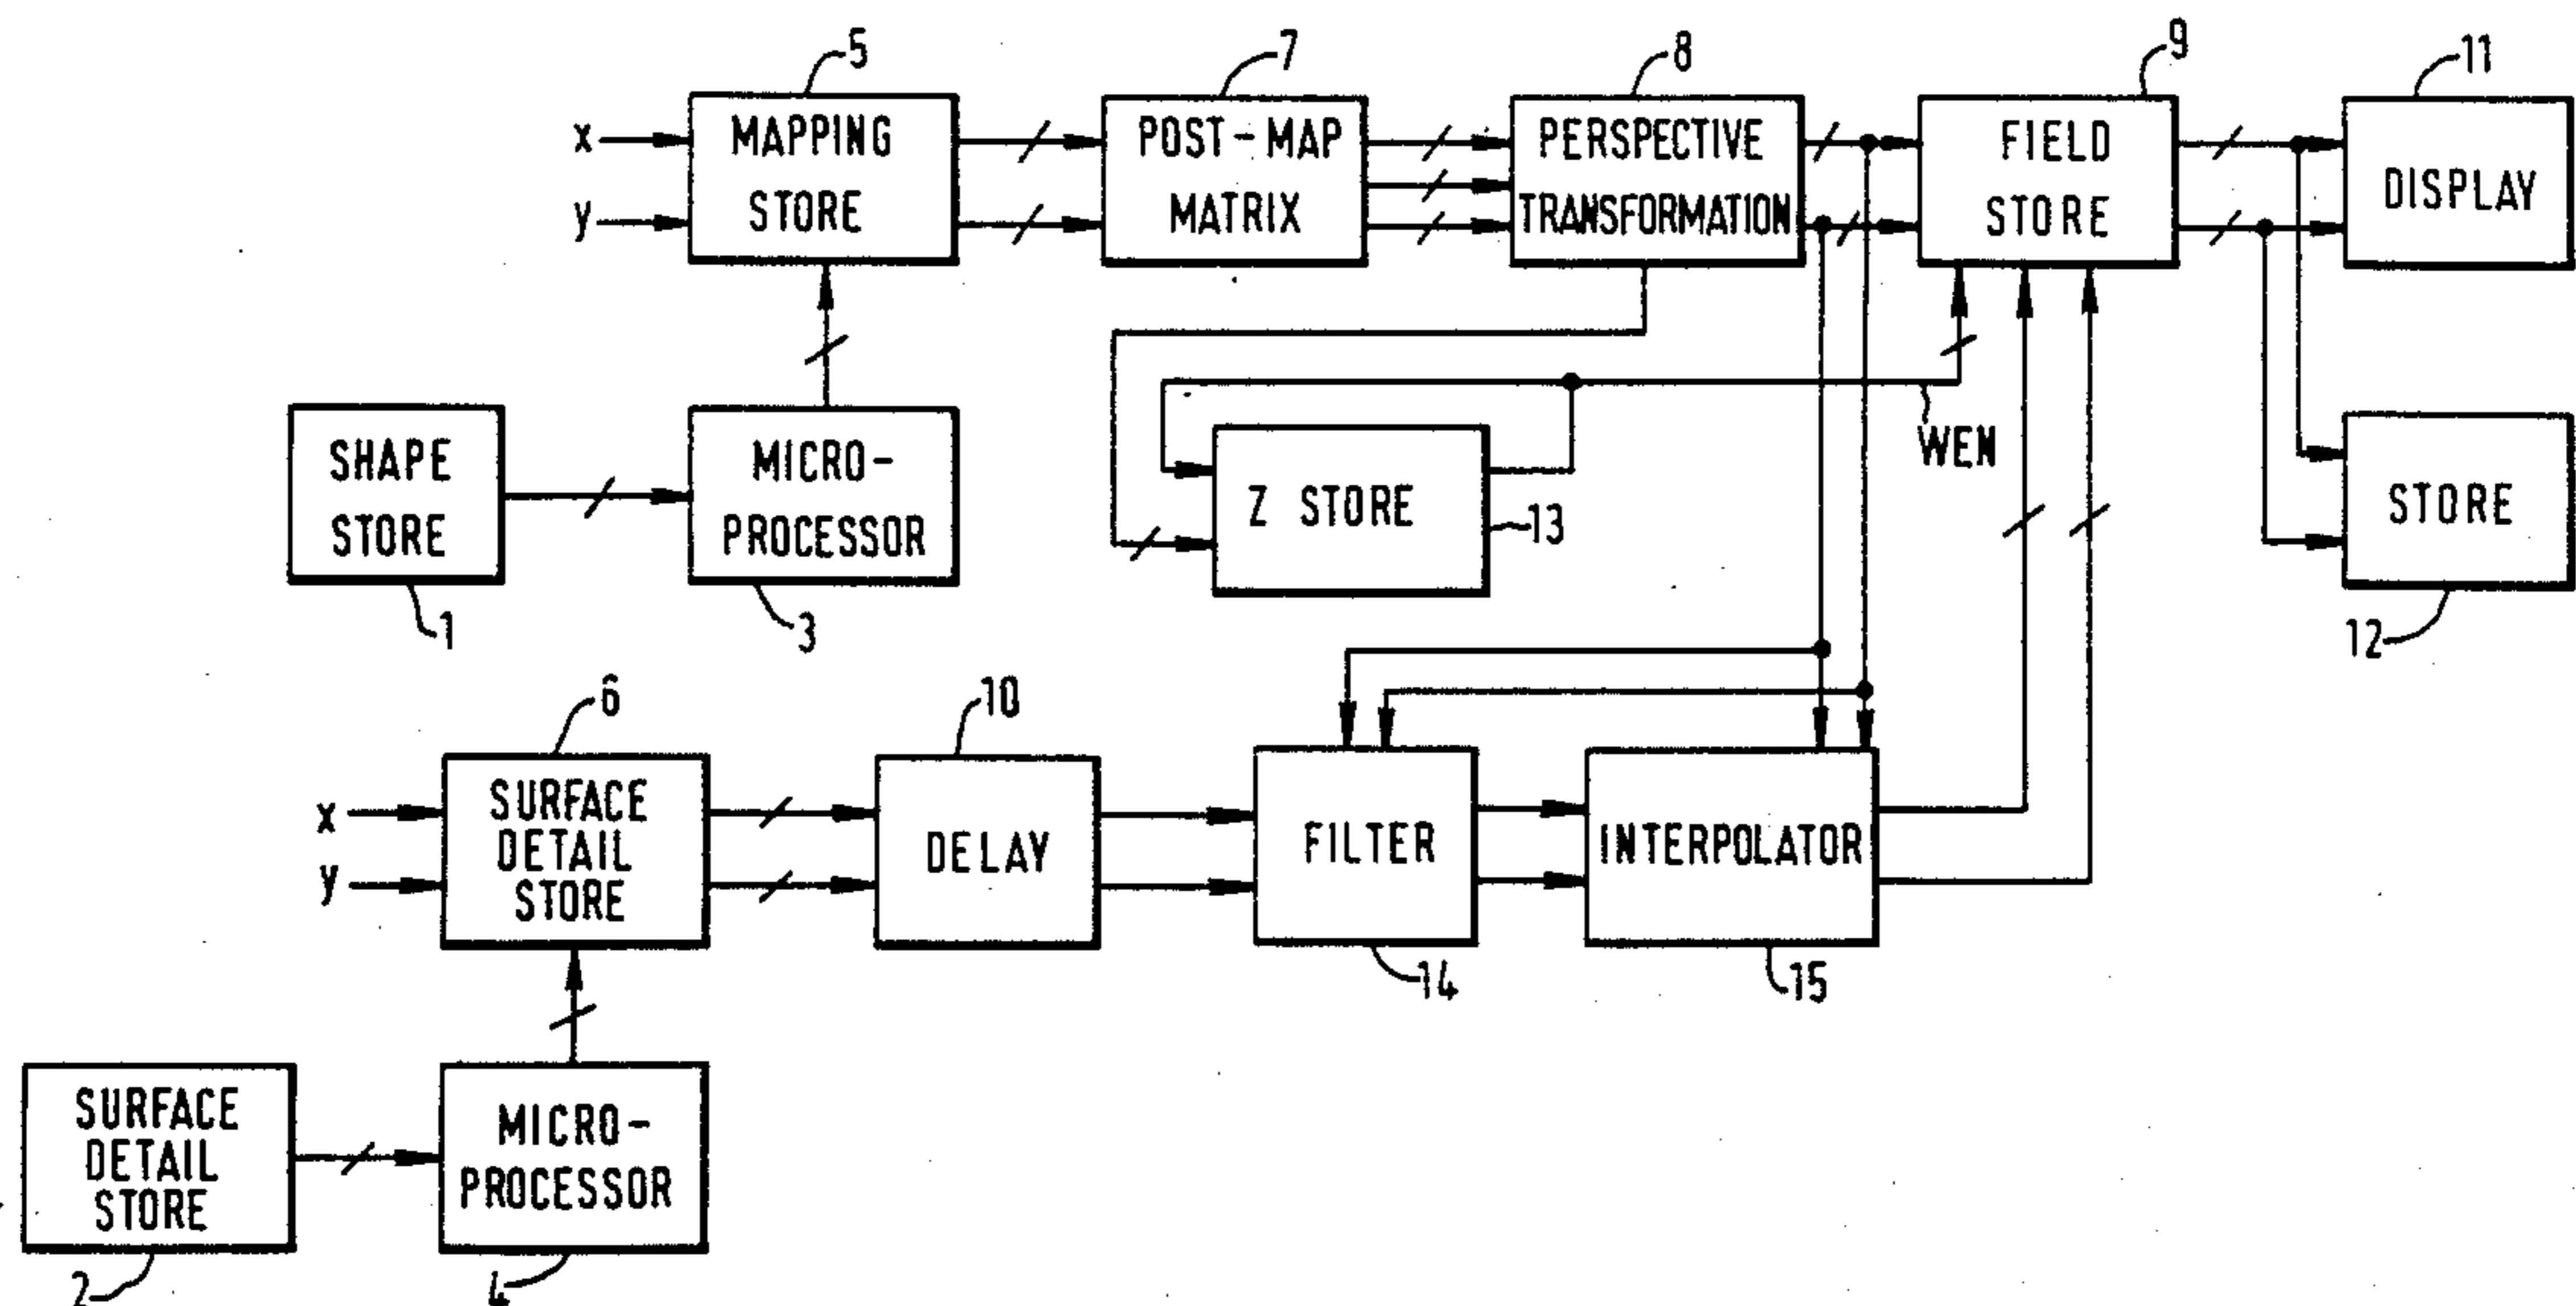 5
7
8
9
11
x
y
MAPPING
STORE
POST-MAP
MATRIX
PERSPECTIVE
TRANSFORMATION
FIELD
STORE
DISPLAY
SHAPE
STORE
1
MICRO-
PROCESSOR
3
Z STORE
13
WEN
STORE
12
6
10
x
y
SURFACE
DETAIL
STORE
DELAY
FILTER
14
INTERPOLATOR
15
SURFACE
DETAIL
STORE
2
MICRO-
PROCESSOR
4